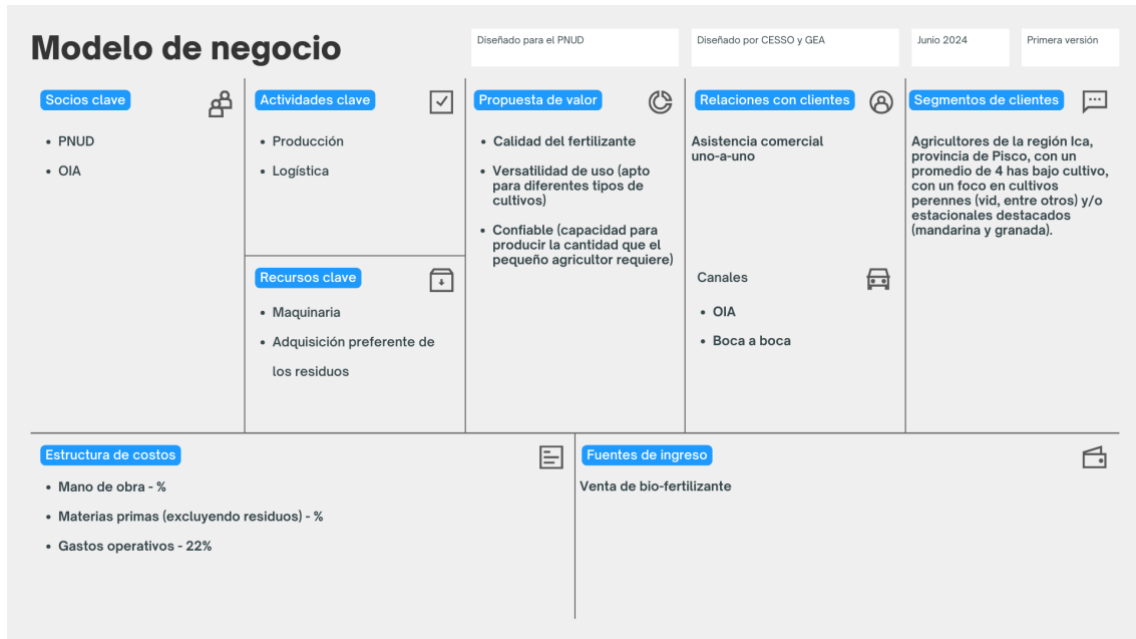 Modelo de negocio
Diseñado para el PNUD
Diseñado por CESSO y GEA
Junio 2024
Primera versión
Socios clave
• PNUD
• OIA
Actividades clave
• Producción
• Logística
Recursos clave
• Maquinaria
• Adquisición preferente de
los residuos
Propuesta de valor
• Calidad del fertilizante
• Versatilidad de uso (apto
para diferentes tipos de
cultivos)
• Confiable (capacidad para
producir la cantidad que el
pequeño agricultor requiere)
Relaciones con clientes
Asistencia comercial
uno-a-uno
Canales
• OIA
• Boca a boca
Segmentos de clientes
Agricultores de la región Ica,
provincia de Pisco, con un
promedio de 4 has bajo cultivo,
con un foco en cultivos
perennes (vid, entre otros) y/o
estacionales destacados
(mandarina y granada).
Estructura de costos
• Mano de obra - %
• Materias primas (excluyendo residuos) - %
• Gastos operativos - 22%
Fuentes de ingreso
Venta de bio-fertilizante